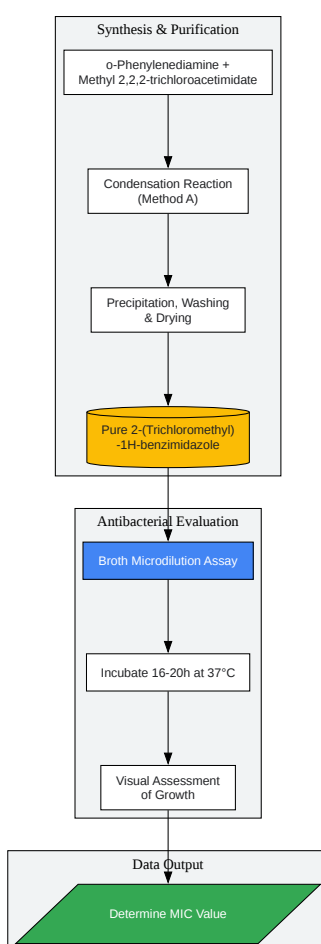 Synthesis & Purification
o-Phenylenediamine +
Methyl 2,2,2-trichloroacetimidate
Condensation Reaction
(Method A)
Precipitation, Washing
& Drying
Pure 2-(Trichloromethyl)
-1H-benzimidazole
Antibacterial Evaluation
Broth Microdilution Assay
Incubate 16-20h at 37°C
Visual Assessment
of Growth
Data Output
Determine MIC Value